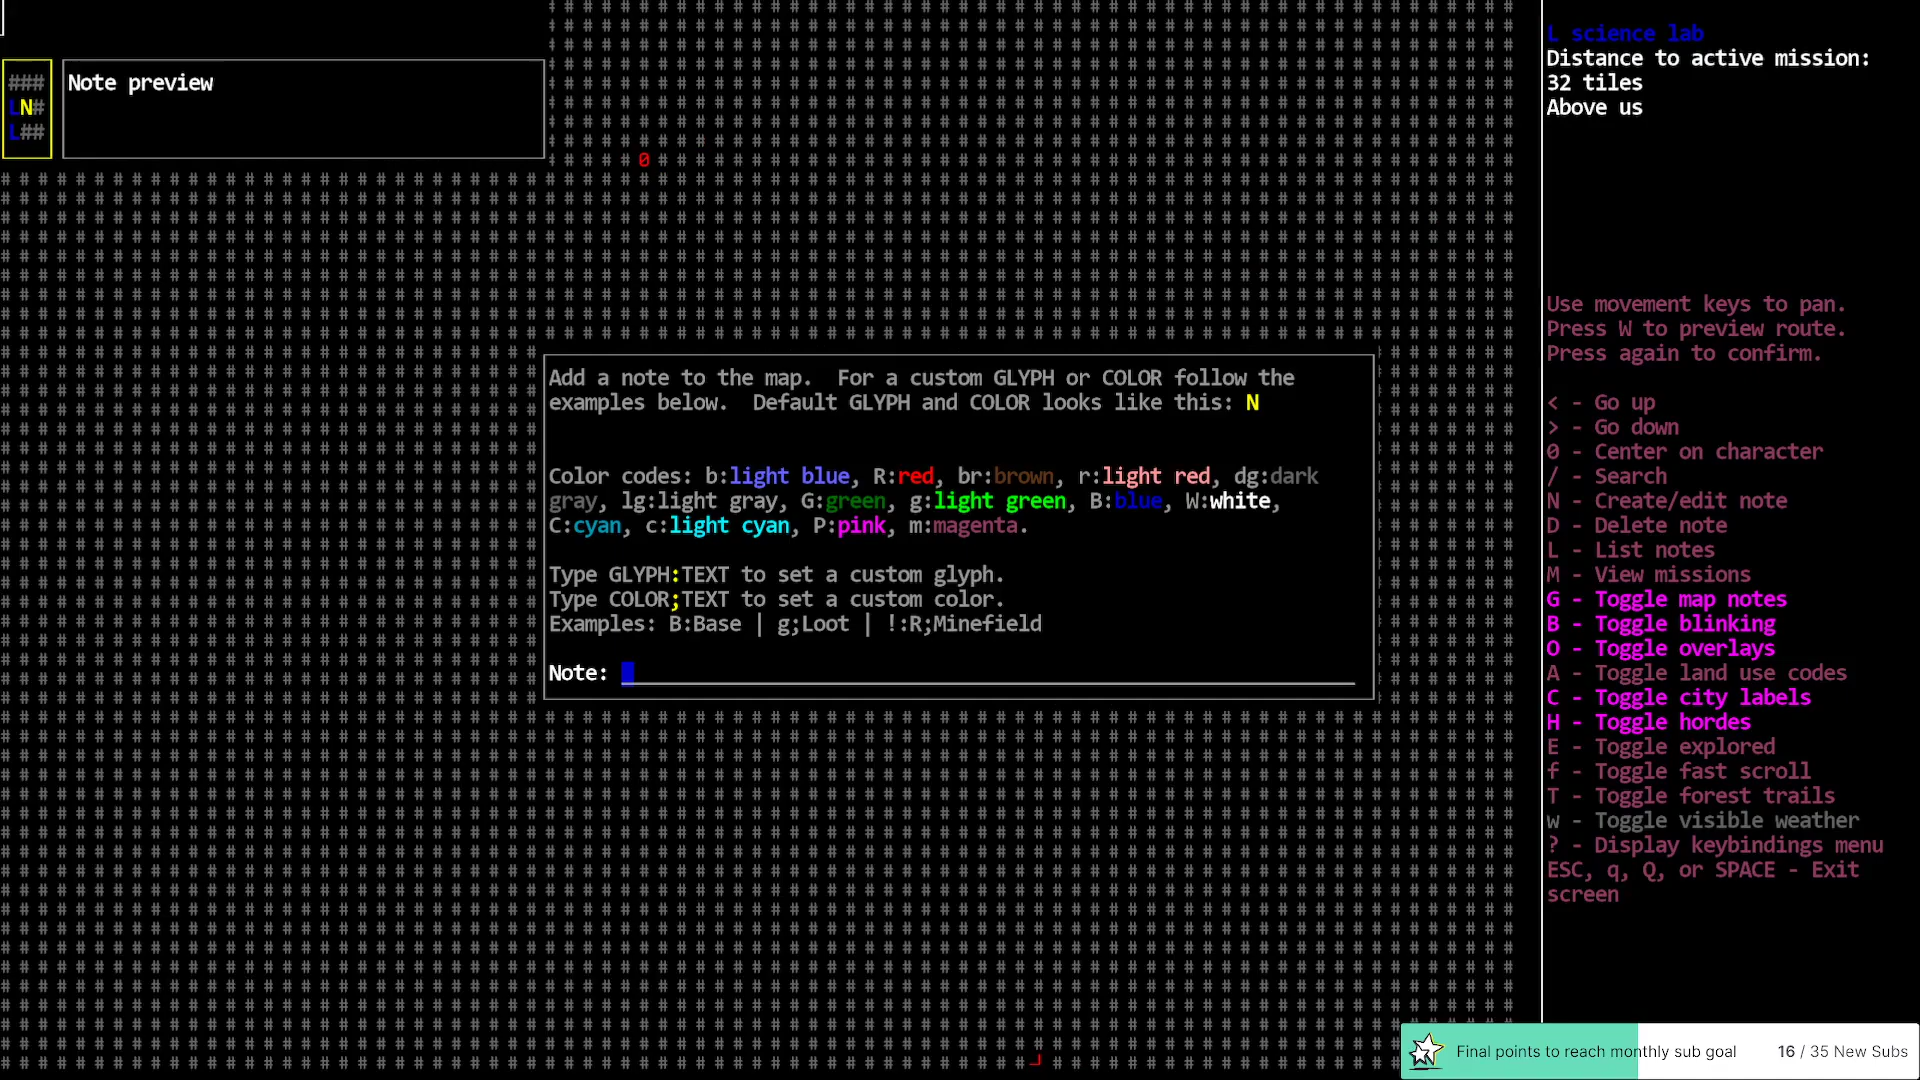 Note preview
###
LN#
L##
0
Add a note to the map.  For a custom GLYPH or COLOR follow the
examples below.  Default GLYPH and COLOR looks like this: N
Color codes: b:light blue, R:red, br:brown, r:light red, dg:dark
gray, lg:light gray, G:green, g:light green, B:blue, W:white,
C:cyan, c:light cyan, P:pink, m:magenta.
Type GLYPH:TEXT to set a custom glyph.
Type COLOR;TEXT to set a custom color.
Examples: B:Base | g;Loot | !:R;Minefield
Note:
L science lab
Distance to active mission:
32 tiles
Above us
Use movement keys to pan.
Press W to preview route.
Press again to confirm.
< - Go up
> - Go down
0 - Center on character
/ - Search
N - Create/edit note
D - Delete note
L - List notes
M - View missions
G - Toggle map notes
B - Toggle blinking
O - Toggle overlays
A - Toggle land use codes
C - Toggle city labels
H - Toggle hordes
E - Toggle explored
f - Toggle fast scroll
T - Toggle forest trails
w - Toggle visible weather
? - Display keybindings menu
ESC, q, Q, or SPACE - Exit
screen
Final points to reach monthly sub goal 16 / 35 New Subs